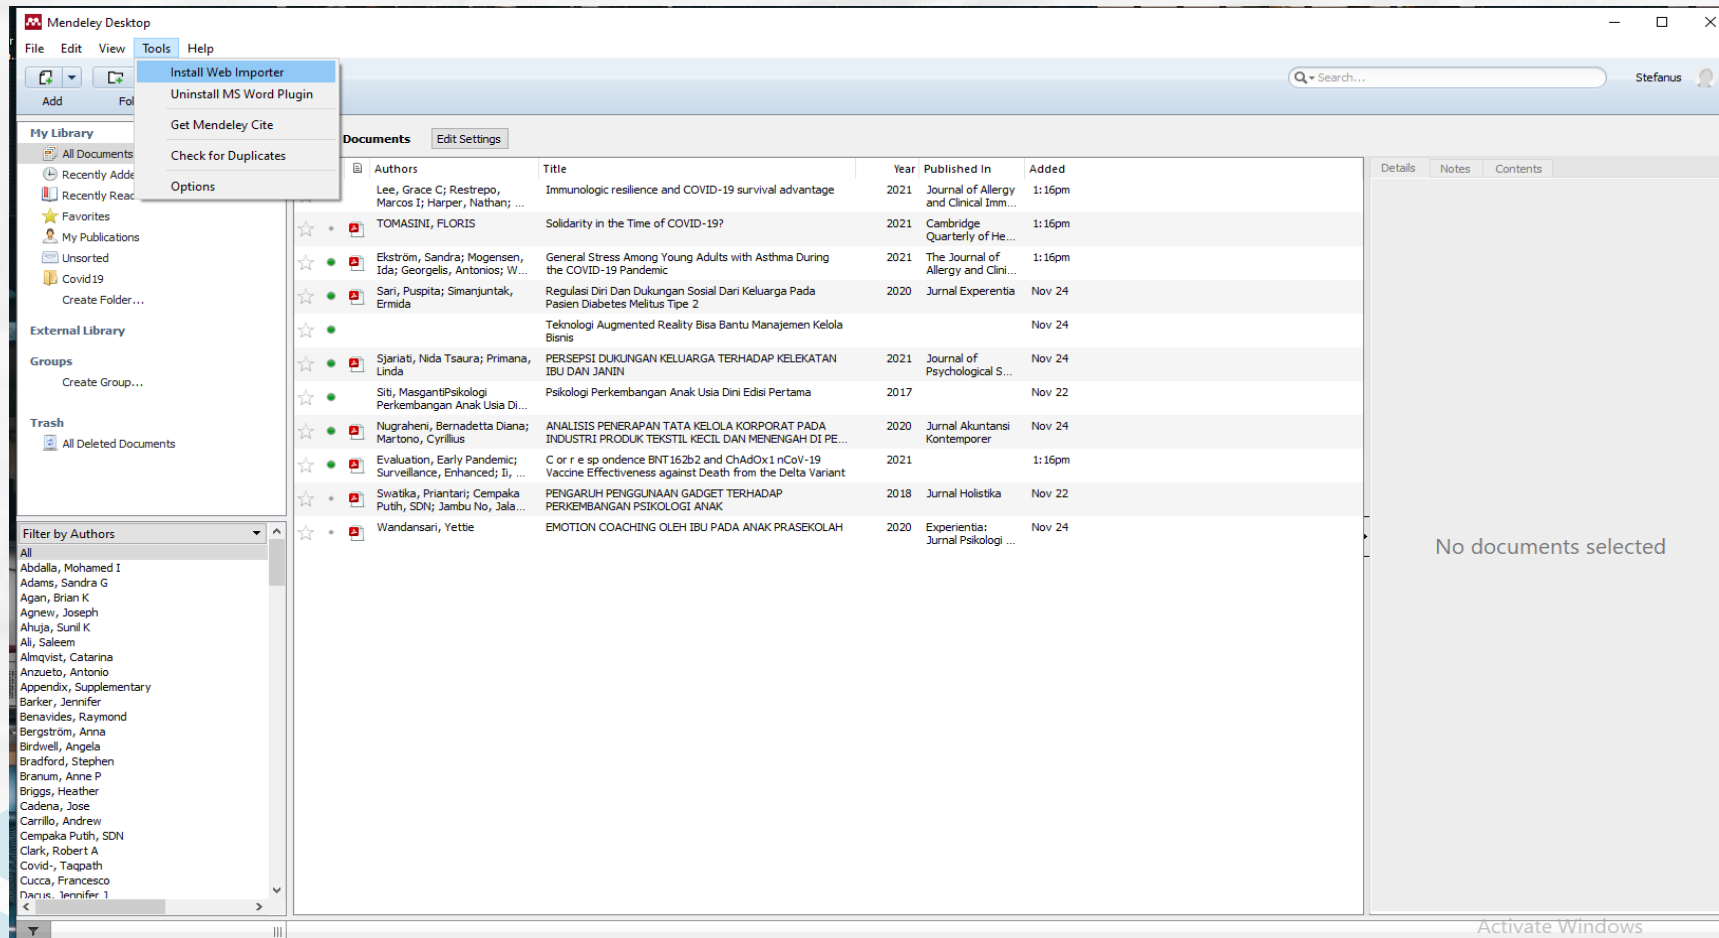 Mendeley Desktop
File Edit View Tools Help
Install Web Importer
Uninstall MS Word Plugin
Get Mendeley Cite
Check for Duplicates
Options
Add
Fol
Search...
Stefanus
My Library
All Documents
Recently Adde
Recently Read
Favorites
My Publications
Unsorted
Covid19
Create Folder...
External Library
Groups
Create Group...
Trash
All Deleted Documents
Filter by Authors
All
Abdalla, Mohamed I
Adams, Sandra G
Agan, Brian K
Agnew, Joseph
Ahuja, Sunil K
Ali, Saleem
Almqvist, Catarina
Anzueto, Antonio
Appendix, Supplementary
Barker, Jennifer
Benavides, Raymond
Bergström, Anna
Birdwell, Angela
Bradford, Stephen
Branum, Anne P
Briggs, Heather
Cadena, Jose
Carrillo, Andrew
Cempaka Putih, SDN
Clark, Robert A
Covid-, Taqpath
Cucca, Francesco
Dacus, Jennifer J
Documents Edit Settings
Authors Title Year Published In Added
Lee, Grace C; Restrepo, Immunologic resilience and COVID-19 survival advantage 2021 Journal of Allergy 1:16pm
Marcos I; Harper, Nathan; ... and Clinical Imm...
TOMASINI, FLORIS Solidarity in the Time of COVID-19? 2021 Cambridge 1:16pm
Quarterly of He...
Ekström, Sandra; Mogensen, General Stress Among Young Adults with Asthma During 2021 The Journal of 1:16pm
Ida; Georgelis, Antonios; W... the COVID-19 Pandemic Allergy and Clini...
Sari, Puspita; Simanjuntak, Regulasi Diri Dan Dukungan Sosial Dari Keluarga Pada 2020 Jurnal Experentia Nov 24
Ermida Pasien Diabetes Melitus Tipe 2
Teknologi Augmented Reality Bisa Bantu Manajemen Kelola Nov 24
Bisnis
Sjariati, Nida Tsaura; Primana, PERSEPSI DUKUNGAN KELUARGA TERHADAP KELEKATAN 2021 Journal of Nov 24
Linda IBU DAN JANIN Psychological S...
Siti, MasgantiPsikologi Psikologi Perkembangan Anak Usia Dini Edisi Pertama 2017 Nov 22
Perkembangan Anak Usia Di...
Nugraheni, Bernadetta Diana; ANALISIS PENERAPAN TATA KELOLA KORPORAT PADA 2020 Jurnal Akuntansi Nov 24
Martono, Cyrillius INDUSTRI PRODUK TEKSTIL KECIL DAN MENENGAH DI PE... Kontemporer
Evaluation, Early Pandemic; C or r e sp ondence BNT162b2 and ChAdOx1 nCoV-19 2021 1:16pm
Surveillance, Enhanced; Ii, ... Vaccine Effectiveness against Death from the Delta Variant
Swatika, Priantari; Cempaka PENGARUH PENGGUNAAN GADGET TERHADAP 2018 Jurnal Holistika Nov 22
Putih, SDN; Jambu No, Jala... PERKEMBANGAN PSIKOLOGI ANAK
Wandansari, Yettie EMOTION COACHING OLEH IBU PADA ANAK PRASEKOLAH 2020 Experientia: Nov 24
Jurnal Psikologi ...
Details Notes Contents
No documents selected
Activate Windows